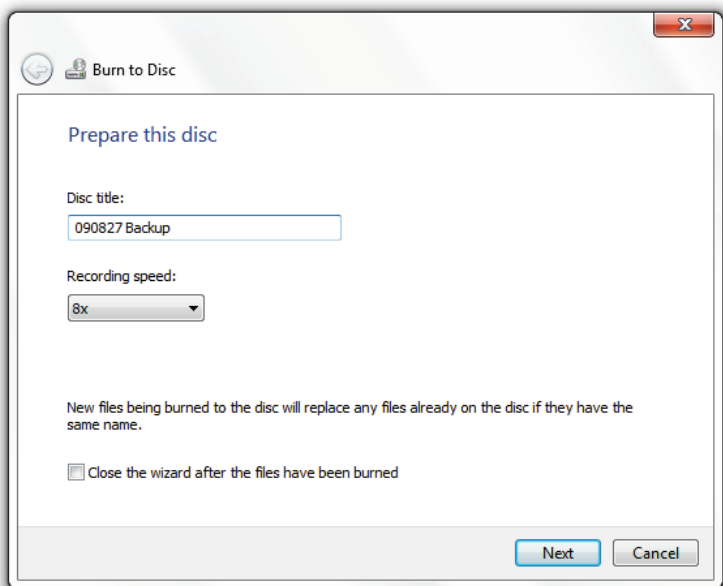 Burn to Disc
Prepare this disc
Disc title:
090827 Backup
Recording speed:
8x
New files being burned to the disc will replace any files already on the disc if they have the
same name.
Close the wizard after the files have been burned
Next Cancel